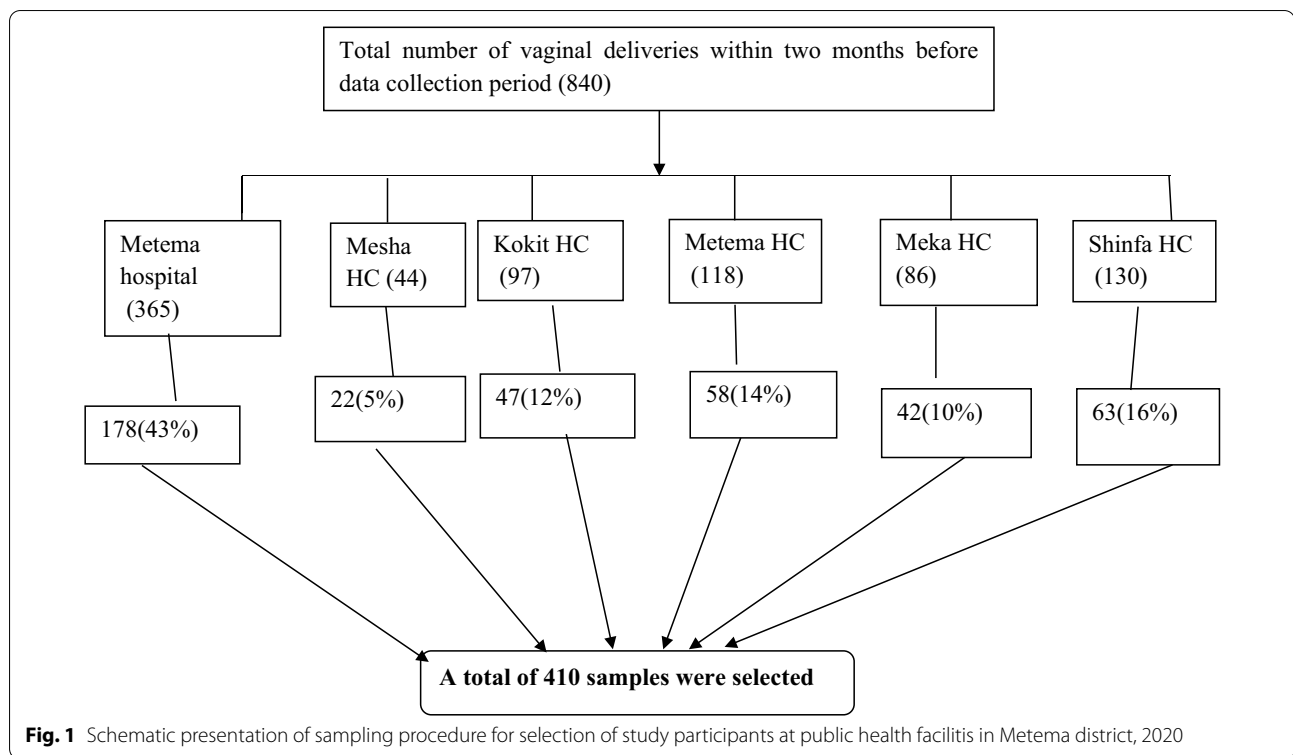 Total number of vaginal deliveries within two months before
data collection period (840)
Metema
hospital
(365)
Mesha
HC (44)
Kokit HC
(97)
Metema HC
(118)
Meka HC
(86)
Shinfa HC
(130)
178(43%)
22(5%)
47(12%)
58(14%)
42(10%)
63(16%)
A total of 410 samples were selected
Fig. 1 Schematic presentation of sampling procedure for selection of study participants at public health facilitis in Metema district, 2020